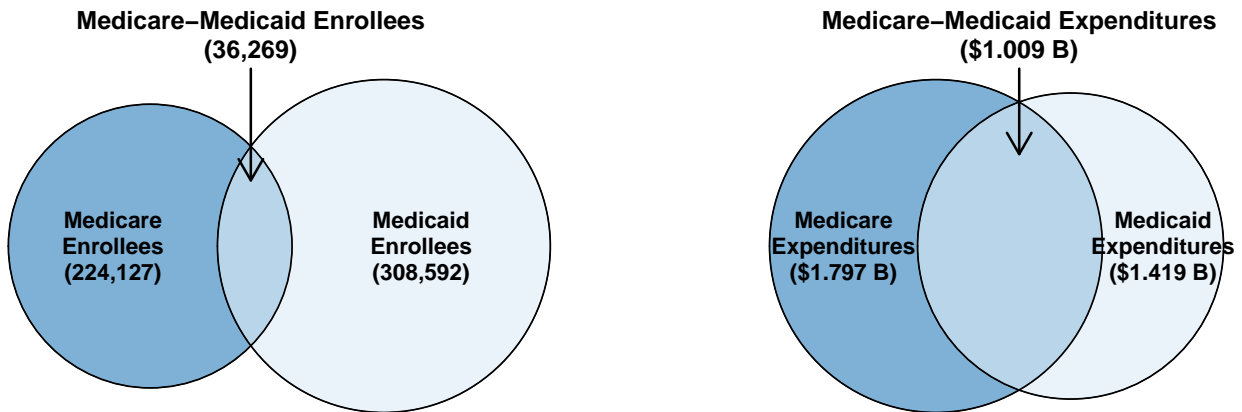 Medicare−Medicaid Enrollees
(36,269)
Medicare
Enrollees
(224,127)
Medicaid
Enrollees
(308,592)
Medicare−Medicaid Expenditures
($1.009 B)
Medicare
Expenditures
($1.797 B)
Medicaid
Expenditures
($1.419 B)